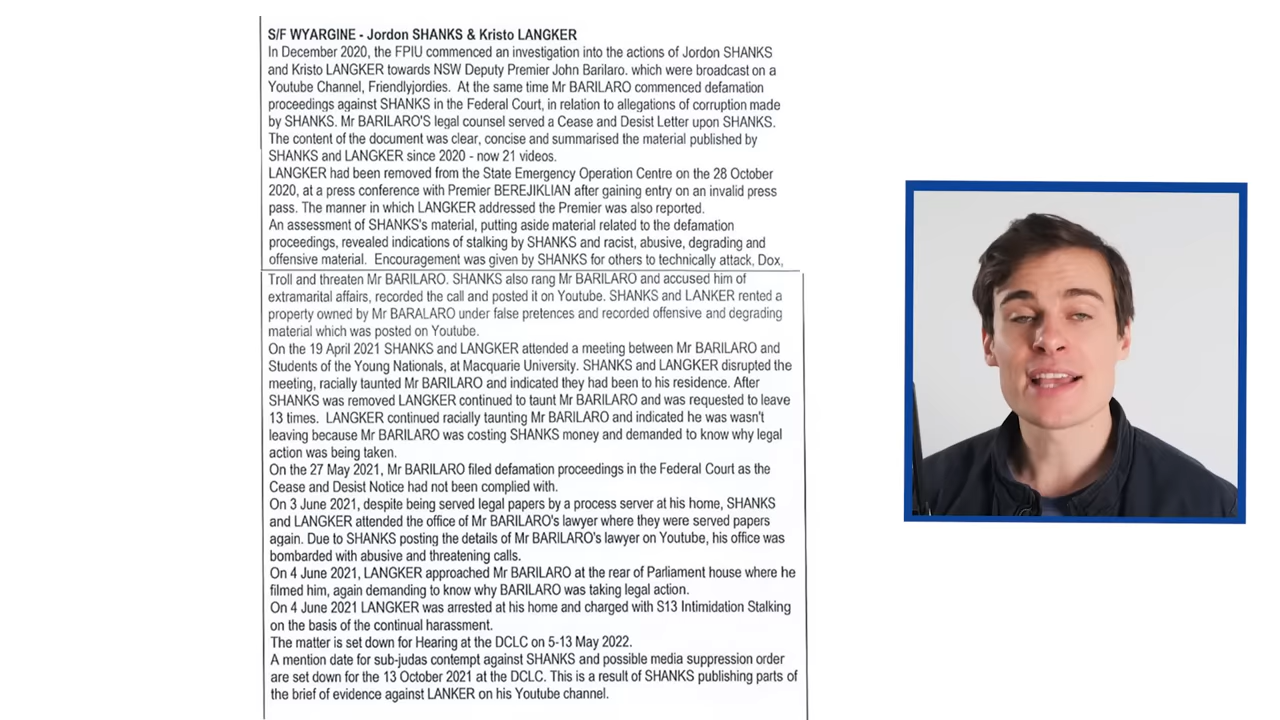 S/F WYARGINE - Jordon SHANKS & Kristo LANGKER
In December 2020, the FPIU commenced an investigation into the actions of Jordon SHANKS
and Kristo LANGKER towards NSW Deputy Premier John Barilaro. which were broadcast on a
Youtube Channel, Friendlyjordies. At the same time Mr BARILARO commenced defamation
proceedings against SHANKS in the Federal Court, in relation to allegations of corruption made
by SHANKS. Mr BARILARO'S legal counsel served a Cease and Desist Letter upon SHANKS.
The content of the document was clear, concise and summarised the material published by
SHANKS and LANGKER since 2020 - now 21 videos.
LANGKER had been removed from the State Emergency Operation Centre on the 28 October
2020, at a press conference with Premier BEREJIKLIAN after gaining entry on an invalid press
pass. The manner in which LANGKER addressed the Premier was also reported.
An assessment of SHANKS's material, putting aside material related to the defamation
proceedings, revealed indications of stalking by SHANKS and racist, abusive, degrading and
offensive material. Encouragement was given by SHANKS for others to technically attack, Dox,
Troll and threaten Mr BARILARO. SHANKS also rang Mr BARILARO and accused him of
extramarital affairs, recorded the call and posted it on Youtube. SHANKS and LANKER rented a
property owned by Mr BARALARO under false pretences and recorded offensive and degrading
material which was posted on Youtube.
On the 19 April 2021 SHANKS and LANGKER attended a meeting between Mr BARILARO and
Students of the Young Nationals, at Macquarie University. SHANKS and LANGKER disrupted the
meeting, racially taunted Mr BARILARO and indicated they had been to his residence. After
SHANKS was removed LANGKER continued to taunt Mr BARILARO and was requested to leave
13 times. LANGKER continued racially taunting Mr BARILARO and indicated he was wasn't
leaving because Mr BARILARO was costing SHANKS money and demanded to know why legal
action was being taken.
On the 27 May 2021, Mr BARILARO filed defamation proceedings in the Federal Court as the
Cease and Desist Notice had not been complied with.
On 3 June 2021, despite being served legal papers by a process server at his home, SHANKS
and LANGKER attended the office of Mr BARILARO's lawyer where they were served papers
again. Due to SHANKS posting the details of Mr BARILARO's lawyer on Youtube, his office was
bombarded with abusive and threatening calls.
On 4 June 2021, LANGKER approached Mr BARILARO at the rear of Parliament house where he
filmed him, again demanding to know why BARILARO was taking legal action.
On 4 June 2021 LANGKER was arrested at his home and charged with S13 Intimidation Stalking
on the basis of the continual harassment.
The matter is set down for Hearing at the DCLC on 5-13 May 2022.
A mention date for sub-judas contempt against SHANKS and possible media suppression order
are set down for the 13 October 2021 at the DCLC. This is a result of SHANKS publishing parts of
the brief of evidence against LANKER on his Youtube channel.